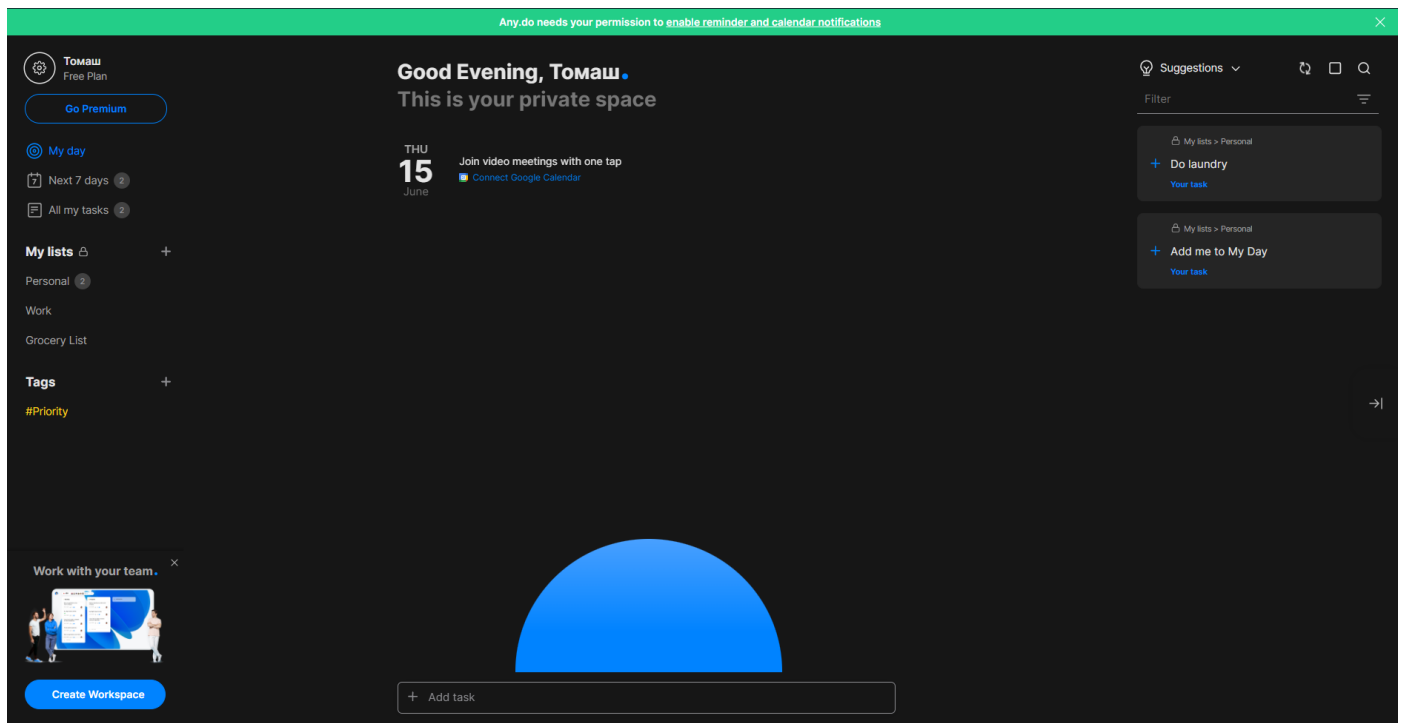 Any.do needs your permission to enable reminder and calendar notifications
Томаш
Free Plan
Go Premium
My day
7 Next 7 days 2
All my tasks 2
My lists
Personal 2
Work
Grocery List
Tags
#Priority
Work with your team.
Create Workspace
Good Evening, Томаш.
This is your private space
THU
15
June
Join video meetings with one tap
Connect Google Calendar
Add task
Suggestions
Filter
My lists > Personal
Do laundry
Your task
My lists > Personal
Add me to My Day
Your task